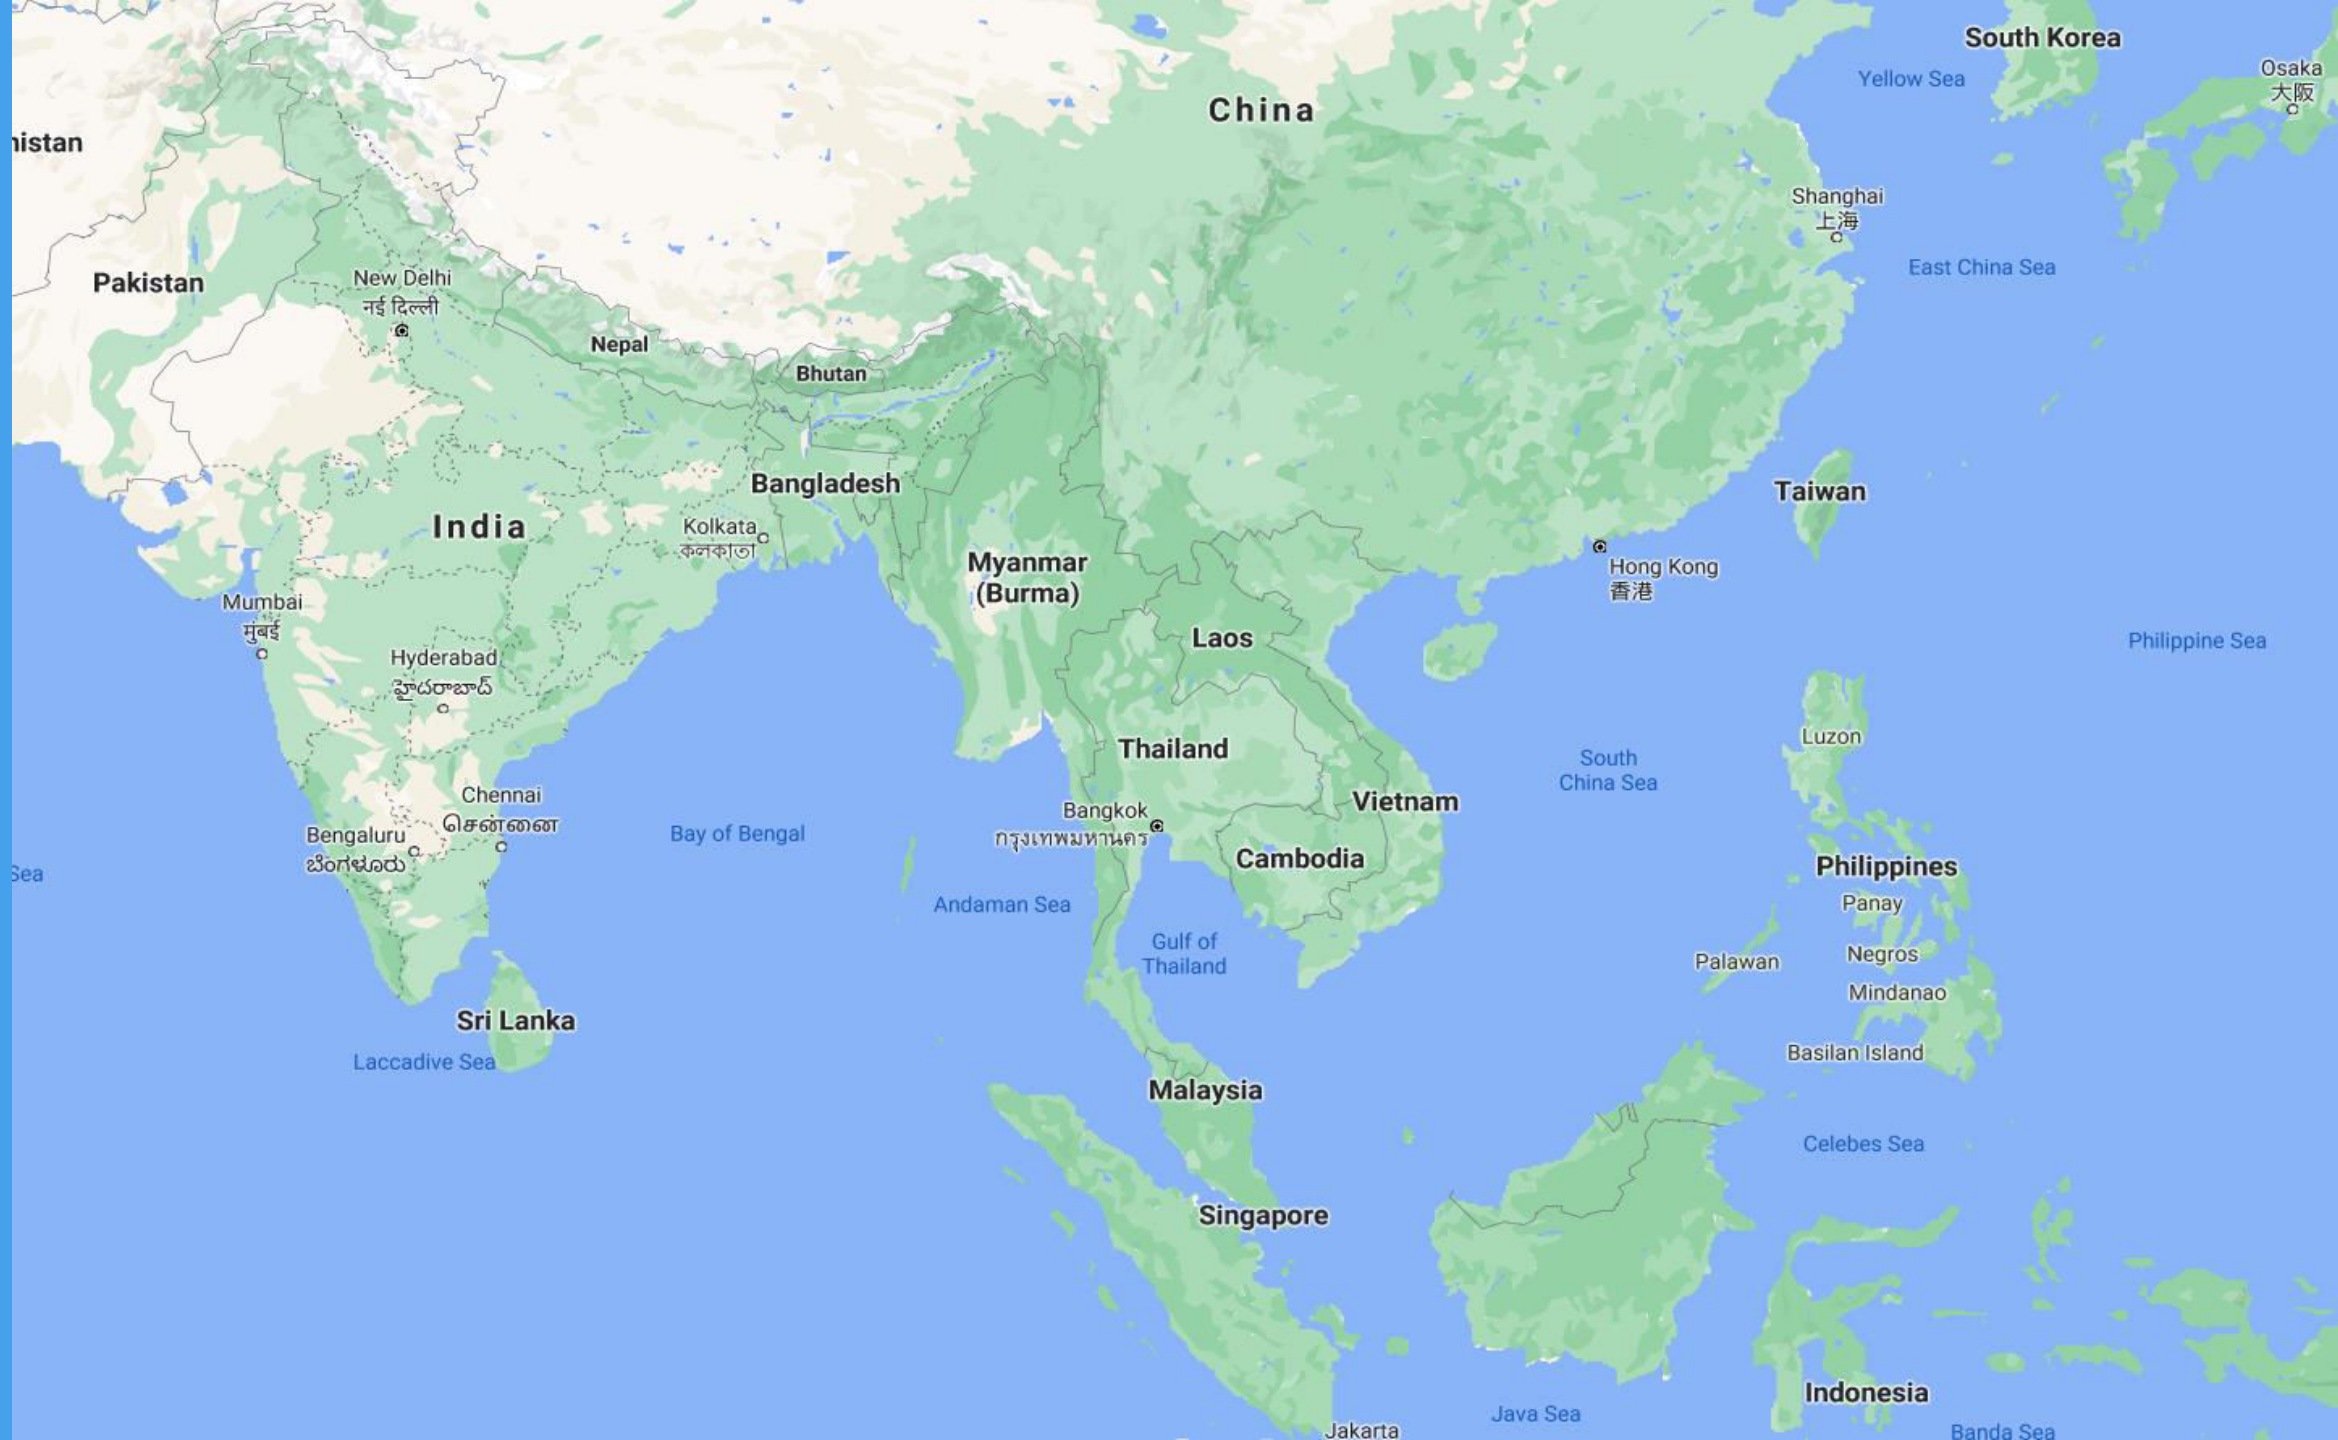 South Korea
Osaka
大阪
Yellow Sea
China
nistan
Shanghai
上海
East China Sea
Pakistan
New Delhi
नई दिल्ली
Nepal
Bhutan
Bangladesh
Taiwan
India
Kolkata
কলকাতা
Myanmar
(Burma)
Hong Kong
香港
Mumbai
मुंबई
Laos
Philippine Sea
Hyderabad
హైదరాబాద్
Luzon
Thailand
South
China Sea
Chennai
சென்னை
Vietnam
Bangkok
กรุงเทพมหานคร
Bengaluru
ಬೆಂಗಳೂರು
Bay of Bengal
Cambodia
Philippines
Sea
Andaman Sea
Panay
Gulf of
Thailand
Negros
Palawan
Mindanao
Sri Lanka
Basilan Island
Laccadive Sea
Malaysia
Celebes Sea
Singapore
Indonesia
Java Sea
Jakarta
Banda Sea